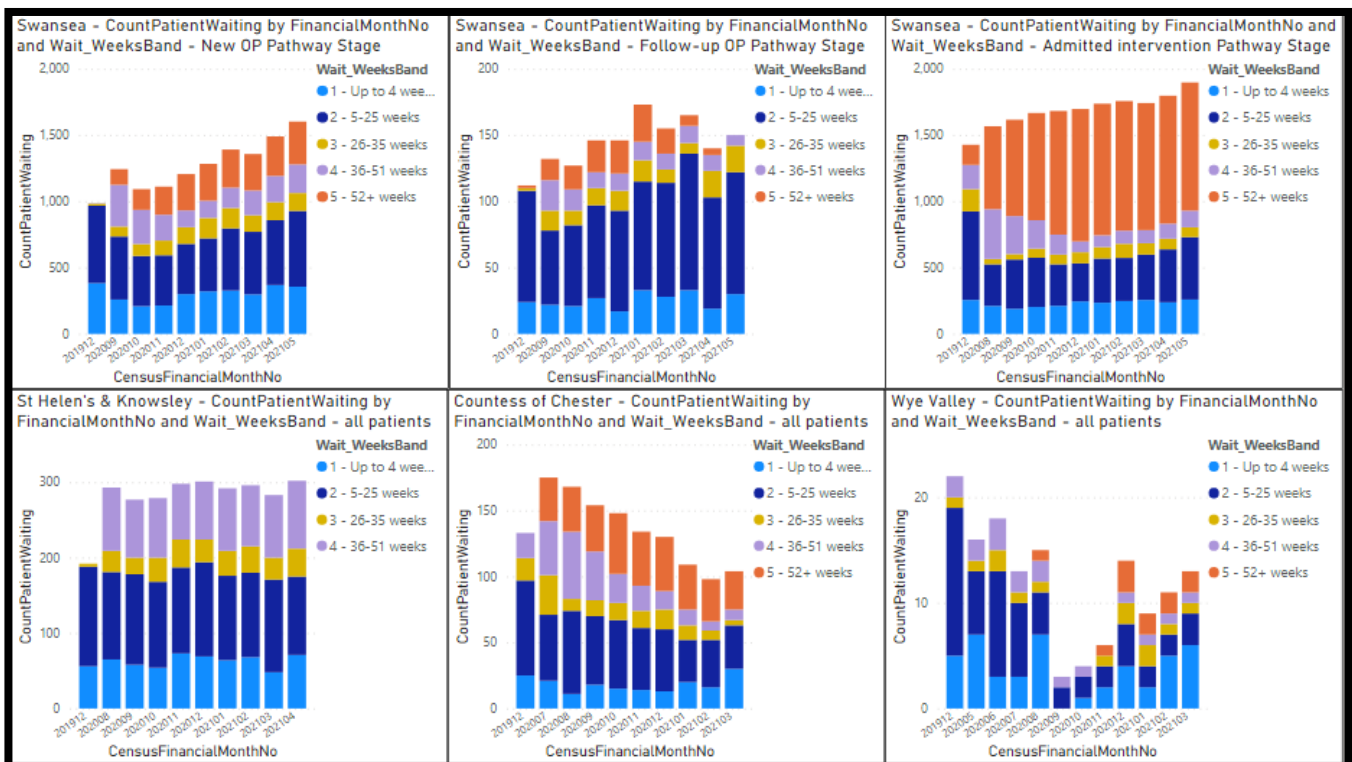 Swansea - CountPatientWaiting by FinancialMonthNo
and Wait_WeeksBand - New OP Pathway Stage
CountPatientWaiting
2,000
1,500
1,000
500
0
201912 202009 202010 202011 202012 202101 202102 202103 202104 202105
CensusFinancialMonthNo
Wait_WeeksBand
1 - Up to 4 wee...
2 - 5-25 weeks
3 - 26-35 weeks
4 - 36-51 weeks
5 - 52+ weeks
Swansea - CountPatientWaiting by FinancialMonthNo
and Wait_WeeksBand - Follow-up OP Pathway Stage
CountPatientWaiting
200
150
100
50
0
201912 202009 202010 202011 202012 202101 202102 202103 202104 202105
CensusFinancialMonthNo
Wait_WeeksBand
1 - Up to 4 wee...
2 - 5-25 weeks
3 - 26-35 weeks
4 - 36-51 weeks
5 - 52+ weeks
Swansea - CountPatientWaiting by FinancialMonthNo and
Wait_WeeksBand - Admitted intervention Pathway Stage
CountPatientWaiting
2,000
1,500
1,000
500
0
201912 202008 202009 202010 202011 202012 202101 202102 202103 202104 202105
CensusFinancialMonthNo
Wait_WeeksBand
1 - Up to 4 weeks
2 - 5-25 weeks
3 - 26-35 weeks
4 - 36-51 weeks
5 - 52+ weeks
St Helen's & Knowsley - CountPatientWaiting by
FinancialMonthNo and Wait_WeeksBand - all patients
CountPatientWaiting
300
200
100
0
201912 202008 202009 202010 202011 202012 202101 202102 202103 202104
CensusFinancialMonthNo
Wait_WeeksBand
1 - Up to 4 wee...
2 - 5-25 weeks
3 - 26-35 weeks
4 - 36-51 weeks
Countess of Chester - CountPatientWaiting by
FinancialMonthNo and Wait_WeeksBand - all patients
CountPatientWaiting
200
150
100
50
0
201912 202007 202008 202009 202010 202011 202012 202101 202102 202103
CensusFinancialMonthNo
Wait_WeeksBand
1 - Up to 4 wee...
2 - 5-25 weeks
3 - 26-35 weeks
4 - 36-51 weeks
5 - 52+ weeks
Wye Valley - CountPatientWaiting by FinancialMonthNo
and Wait_WeeksBand - all patients
CountPatientWaiting
20
10
0
201912 202005 202006 202007 202008 202009 202010 202011 202012 202101 202102 202103
CensusFinancialMonthNo
Wait_WeeksBand
1 - Up to 4 weeks
2 - 5-25 weeks
3 - 26-35 weeks
4 - 36-51 weeks
5 - 52+ weeks